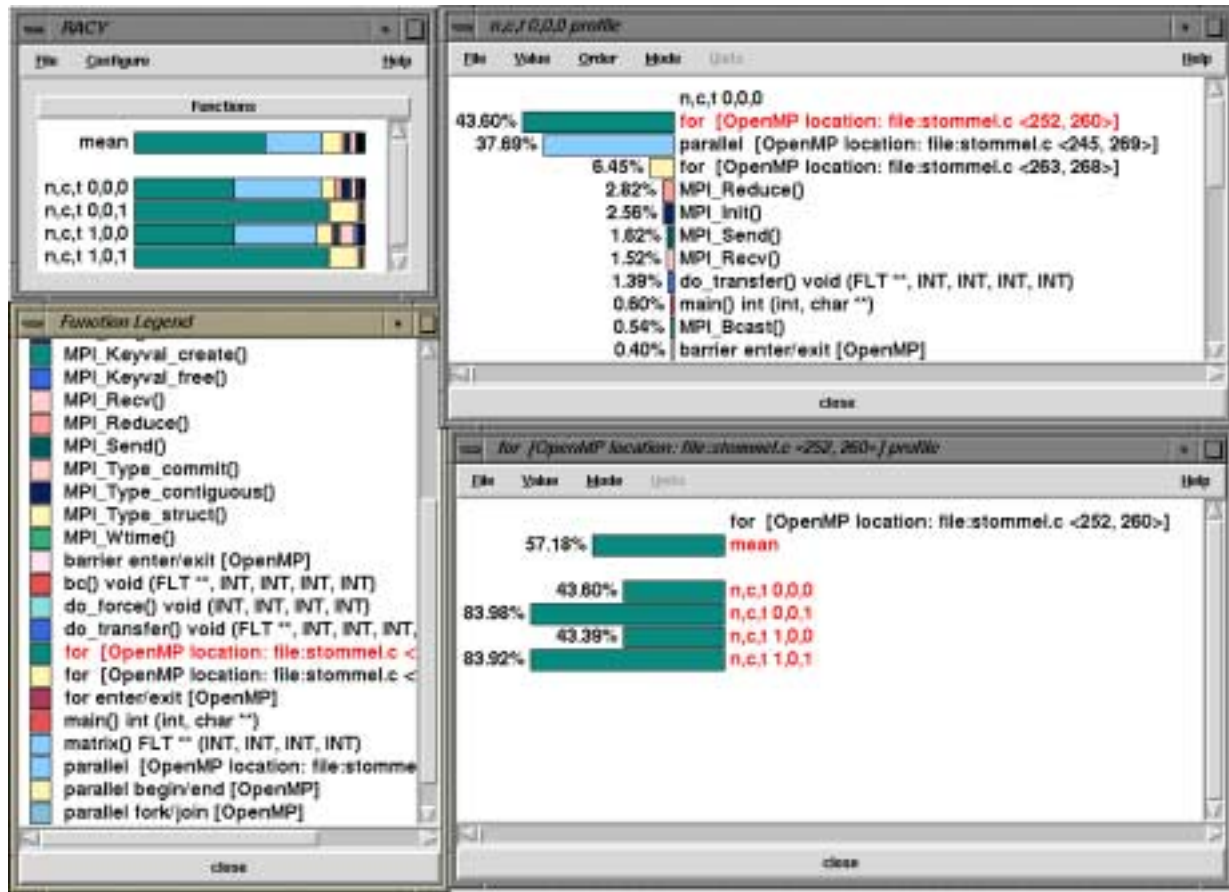 RACY
File Configure Help
Functions
mean
n,c,t 0,0,0
n,c,t 0,0,1
n,c,t 1,0,0
n,c,t 1,0,1
n,c,t 0,0,0 profile
File Value Order Mode Units Help
n,c,t 0,0,0
43.60% for [OpenMP location: file:stommel.c <252, 260>]
37.69% parallel [OpenMP location: file:stommel.c <245, 269>]
6.45% for [OpenMP location: file:stommel.c <263, 268>]
2.82% MPI_Reduce()
2.56% MPI_Init()
1.62% MPI_Send()
1.52% MPI_Recv()
1.39% do_transfer() void (FLT **, INT, INT, INT, INT)
0.60% main() int (int, char **)
0.54% MPI_Bcast()
0.40% barrier enter/exit [OpenMP]
close
Function Legend
MPI_Keyval_create()
MPI_Keyval_free()
MPI_Recv()
MPI_Reduce()
MPI_Send()
MPI_Type_commit()
MPI_Type_contiguous()
MPI_Type_struct()
MPI_Wtime()
barrier enter/exit [OpenMP]
bc() void (FLT **, INT, INT, INT, INT)
do_force() void (INT, INT, INT, INT)
do_transfer() void (FLT **, INT, INT, INT,
for [OpenMP location: file:stommel.c <
for [OpenMP location: file:stommel.c <
for enter/exit [OpenMP]
main() int (int, char **)
matrix() FLT ** (INT, INT, INT, INT)
parallel [OpenMP location: file:stomme
parallel begin/end [OpenMP]
parallel fork/join [OpenMP]
close
for [OpenMP location: file:stommel.c <252, 260>] profile
File Value Mode Units Help
for [OpenMP location: file:stommel.c <252, 260>]
57.18% mean
43.60% n,c,t 0,0,0
83.98% n,c,t 0,0,1
43.39% n,c,t 1,0,0
83.92% n,c,t 1,0,1
close